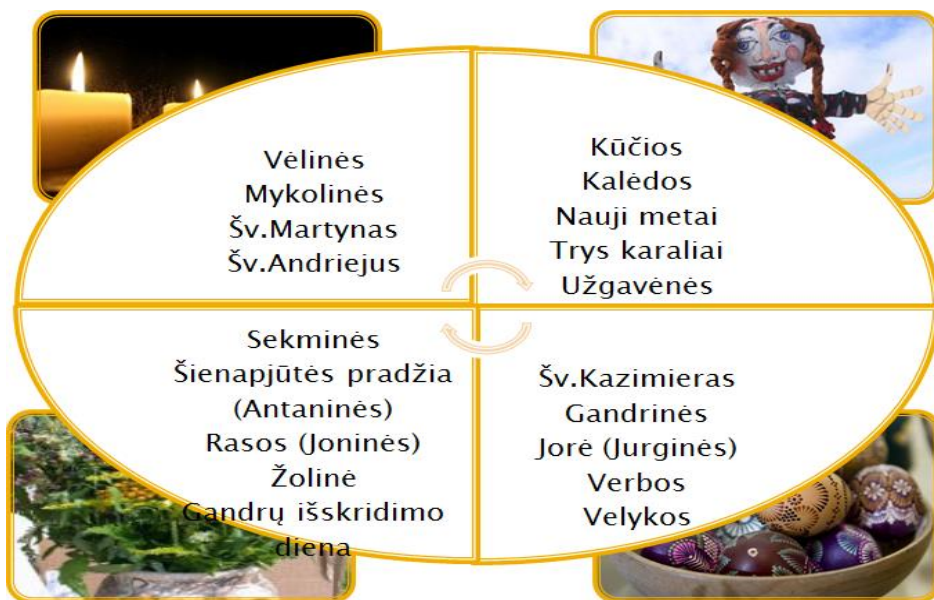 Vėlinės
Mykolinės
Šv.Martynas
Šv.Andriejus
Kūčios
Kalėdos
Nauji metai
Trys karaliai
Užgavėnės
Sekminės
Šienapjūtės pradžia
(Antaninės)
Rasos (Joninės)
Žolinė
Gandrų išskridimo
diena
Šv.Kazimieras
Gandrinės
Jorė (Jurginės)
Verbos
Velykos